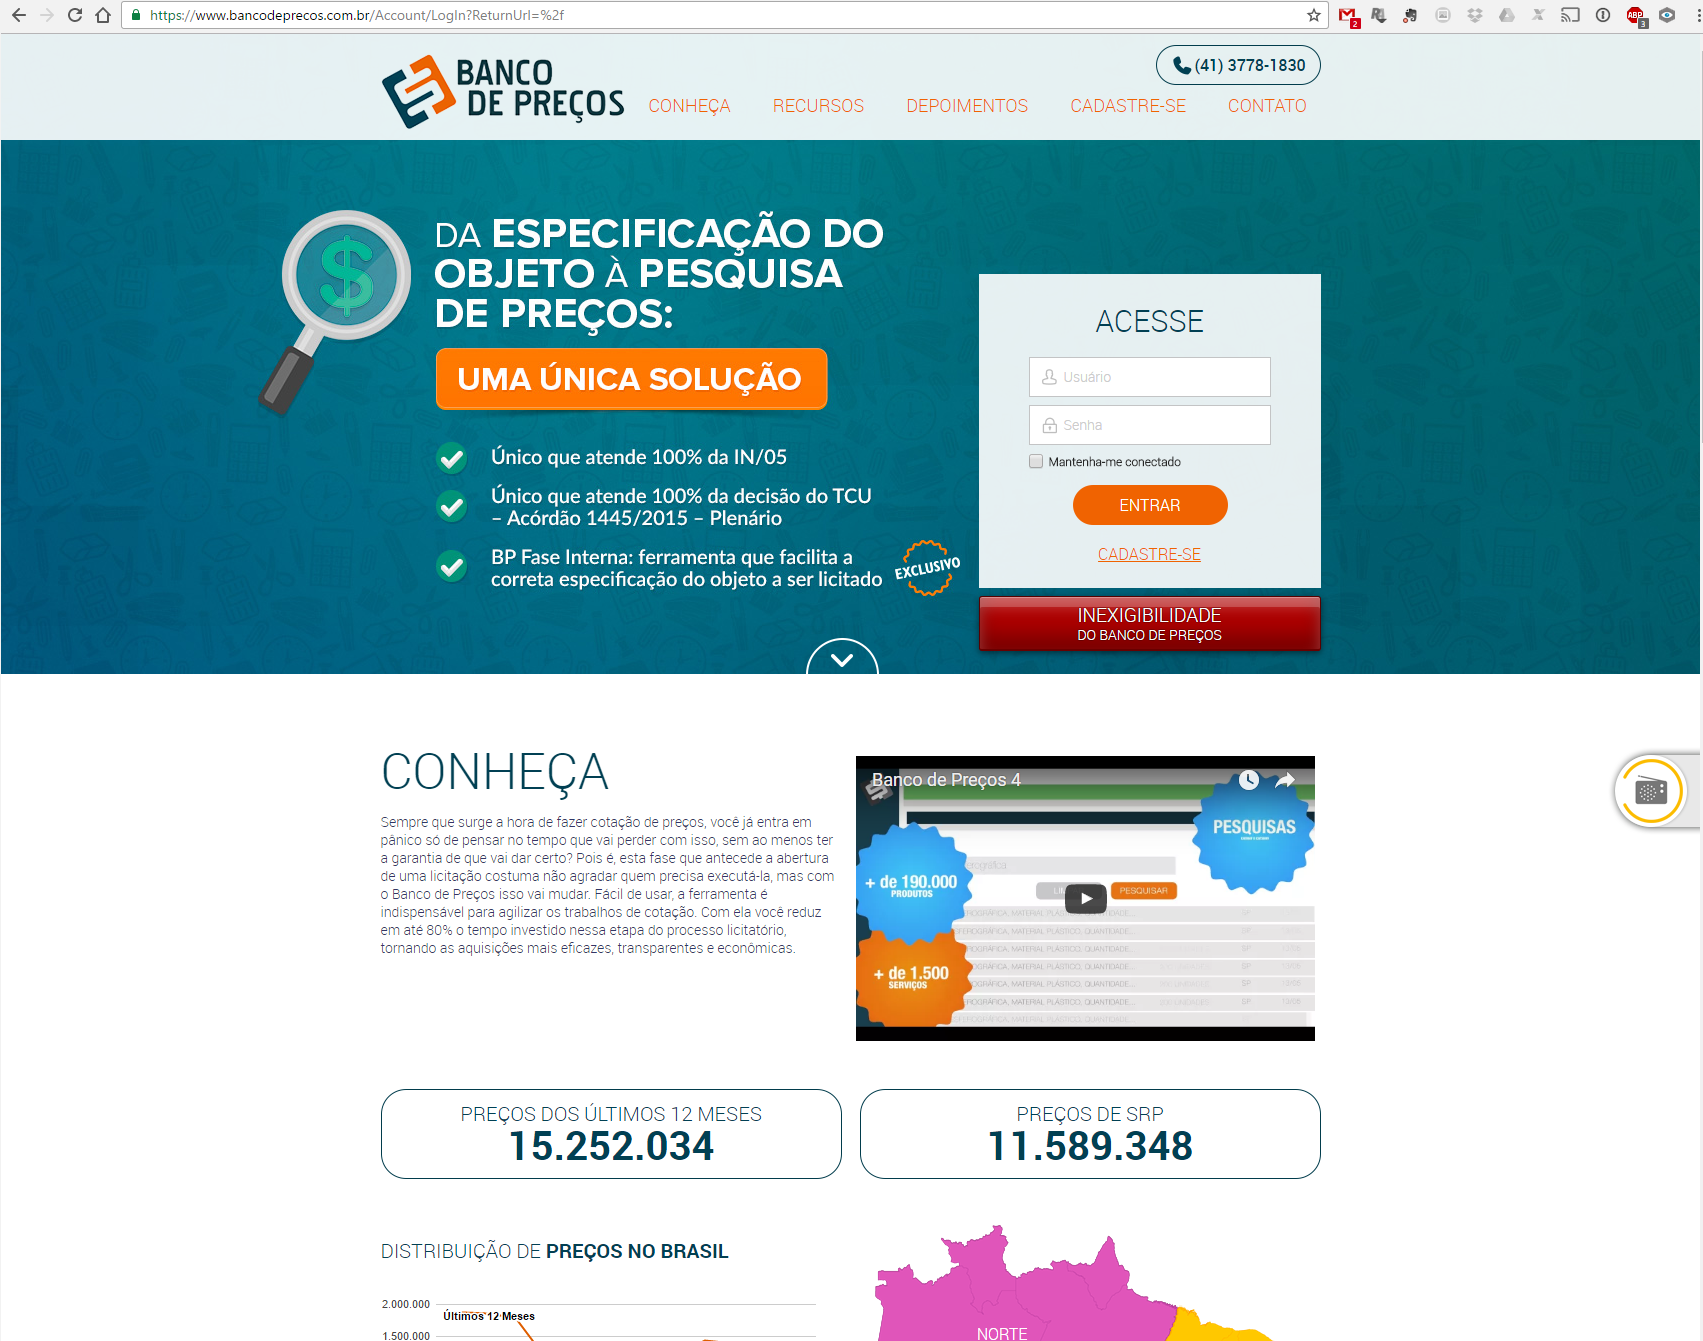 https://www.bancodeprecos.com.br/Account/LogIn?ReturnUrl=%2f
2
ABP
3
BANCO
DE PREÇOS
(41) 3778-1830
CONHEÇA
RECURSOS
DEPOIMENTOS
CADASTRE-SE
CONTATO
DA ESPECIFICAÇÃO DO
OBJETO À PESQUISA
DE PREÇOS:
UMA ÚNICA SOLUÇÃO
Único que atende 100% da IN/05
Único que atende 100% da decisão do TCU
– Acórdão 1445/2015 – Plenário
BP Fase Interna: ferramenta que facilita a
correta especificação do objeto a ser licitado
EXCLUSIVO
ACESSE
Usuário
Senha
Mantenha-me conectado
ENTRAR
CADASTRE-SE
INEXIGIBILIDADE
DO BANCO DE PREÇOS
CONHEÇA
Sempre que surge a hora de fazer cotação de preços, você já entra em
pânico só de pensar no tempo que vai perder com isso, sem ao menos ter
a garantia de que vai dar certo? Pois é, esta fase que antecede a abertura
de uma licitação costuma não agradar quem precisa executá-la, mas com
o Banco de Preços isso vai mudar. Fácil de usar, a ferramenta é
indispensável para agilizar os trabalhos de cotação. Com ela você reduz
em até 80% o tempo investido nessa etapa do processo licitatório,
tornando as aquisições mais eficazes, transparentes e econômicas.
Banco de Preços 4
PESQUISAS
+ de 190.000
PRODUTOS
PESQUISAR
+ de 1.500
SERVIÇOS
PREÇOS DOS ÚLTIMOS 12 MESES
15.252.034
PREÇOS DE SRP
11.589.348
DISTRIBUIÇÃO DE PREÇOS NO BRASIL
2.000.000
Últimos 12 Meses
1.500.000
NORTE